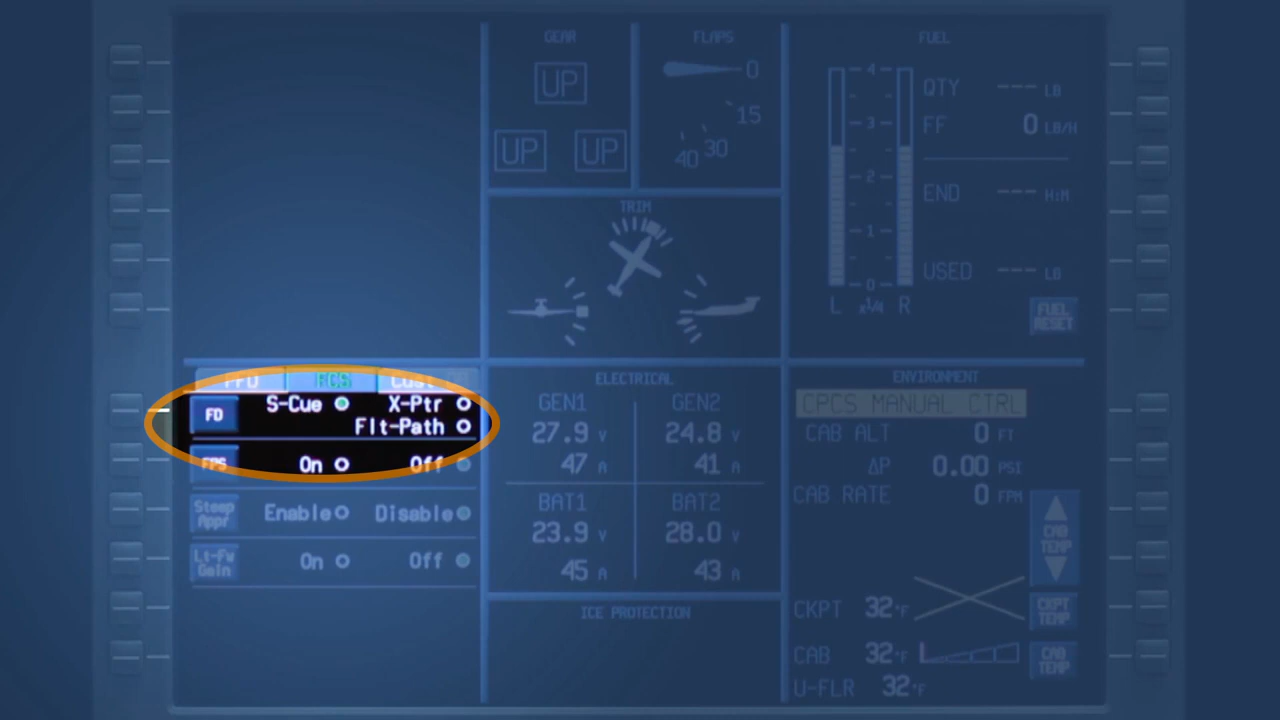 GEAR
UP
UP UP
FLAPS
0
15
30
40
FUEL
4
3
2
1
0
L R
QTY --- LB
FF 0 LB/H
END --- H:M
USED --- LB
FUEL
RESET
TRIM
FCS
FD S-Cue X-Ptr
Flt-Path
FPS On Off
Steep
Appr Enable Disable
Lt-Fw
Gain On Off
ELECTRICAL
GEN1 GEN2
27.9 V 24.8 V
47 A 41 A
BAT1 BAT2
23.9 V 28.0 V
45 A 43 A
ICE PROTECTION
ENVIRONMENT
CPCS MANUAL CTRL
CAB ALT 0 FT
ΔP 0.00 PSI
CAB RATE 0 FPM
CAB
TEMP
CKPT 32°F
CKPT
TEMP
CAB 32°F
CAB
TEMP
U-FLR 32°F